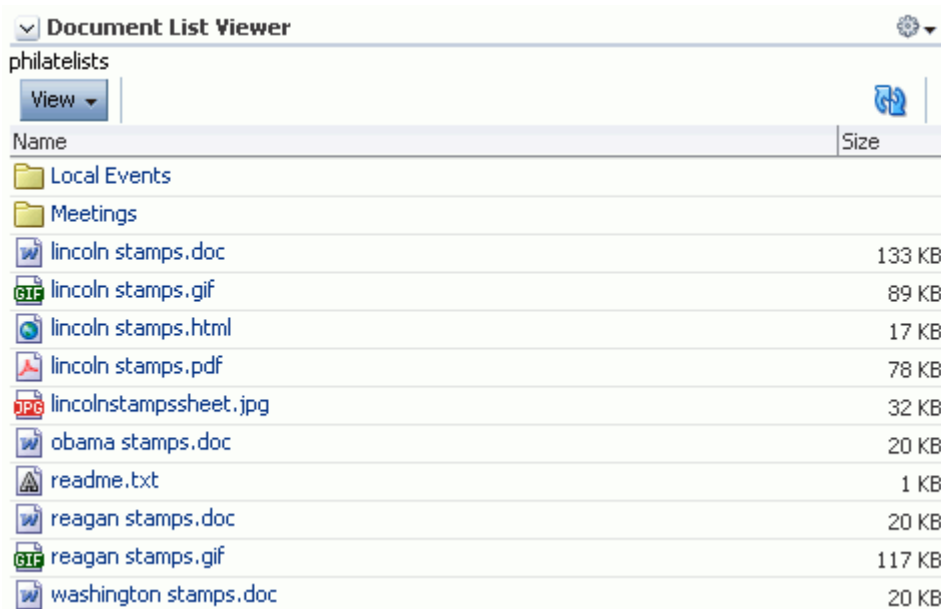 Document List Viewer
philatelists
View
Name Size
Local Events
Meetings
lincoln stamps.doc 133 KB
GIF lincoln stamps.gif 89 KB
lincoln stamps.html 17 KB
lincoln stamps.pdf 78 KB
JPG lincolnstampssheet.jpg 32 KB
W obama stamps.doc 20 KB
readme.txt 1 KB
reagan stamps.doc 20 KB
GIF reagan stamps.gif 117 KB
washington stamps.doc 20 KB